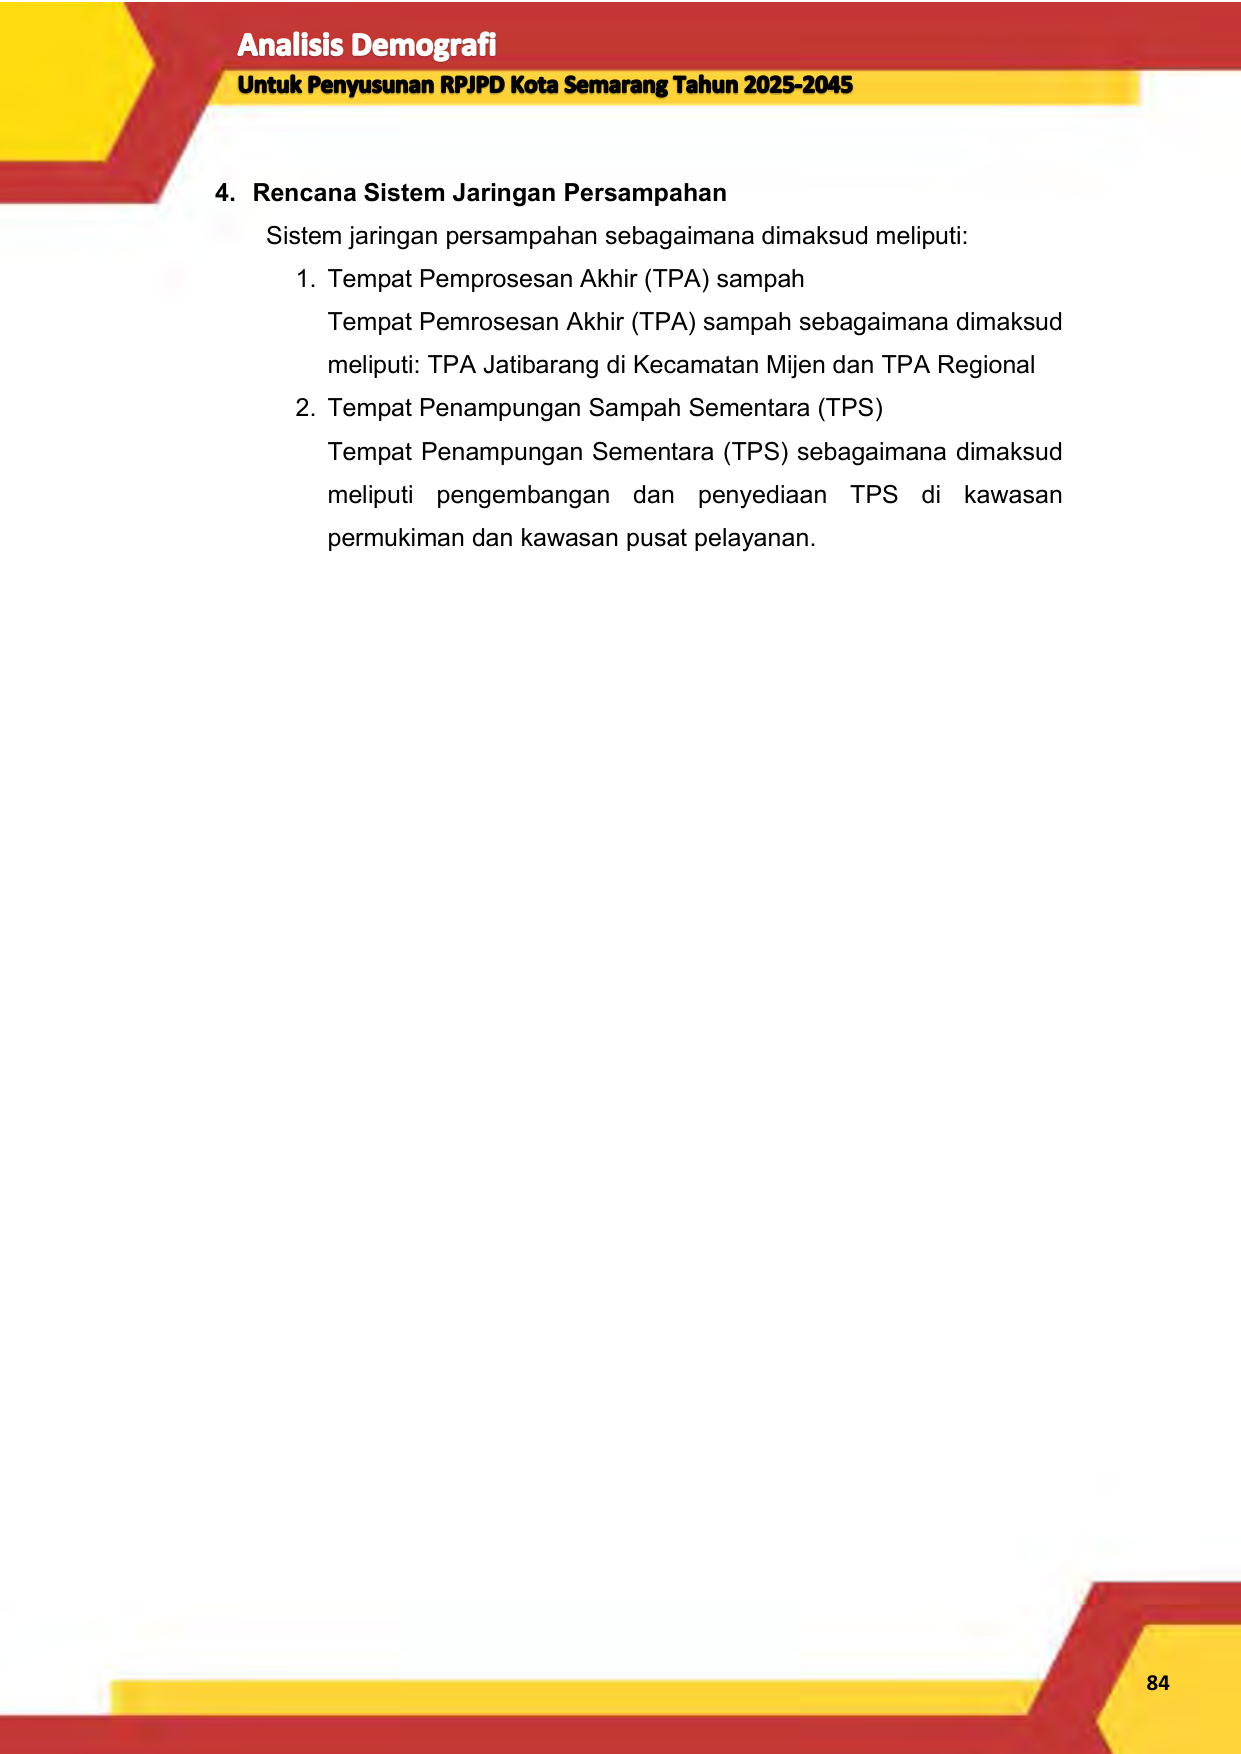 Analisis Demografi
Untuk Penyusunan RPJPD Kota Semarang Tahun 2025-2045
4. Rencana Sistem Jaringan Persampahan
Sistem jaringan persampahan sebagaimana dimaksud meliputi:
1. Tempat Pemprosesan Akhir (TPA) sampah
Tempat Pemrosesan Akhir (TPA) sampah sebagaimana dimaksud
meliputi: TPA Jatibarang di Kecamatan Mijen dan TPA Regional
2. Tempat Penampungan Sampah Sementara (TPS)
Tempat Penampungan Sementara (TPS) sebagaimana dimaksud
meliputi pengembangan dan penyediaan TPS di kawasan
permukiman dan kawasan pusat pelayanan.
84